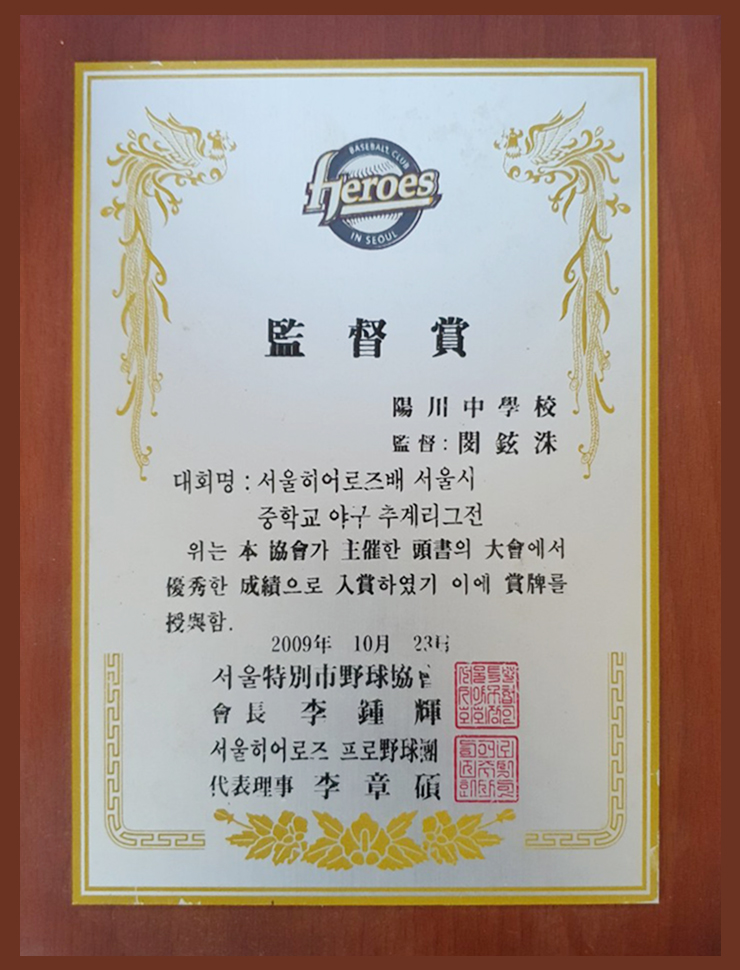 BASEBALL CLUB
Heroes
IN SEOUL
監督賞
陽川中學校
監督 : 閔鉉洙
대회명 : 서울히어로즈배 서울시
중학교 야구 추계리그전
위는 本 協會가 主催한 頭書의 大會에서
優秀한 成績으로 入賞하였기 이에 賞牌를
授與함.
2009年 10月 23日
서울特別市野球協會
會長 李鍾輝
서울히어로즈 프로野球團
代表理事 李章碩